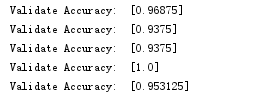 Validate Accuracy:  [0.96875]
Validate Accuracy:  [0.9375]
Validate Accuracy:  [0.9375]
Validate Accuracy:  [1.0]
Validate Accuracy:  [0.953125]